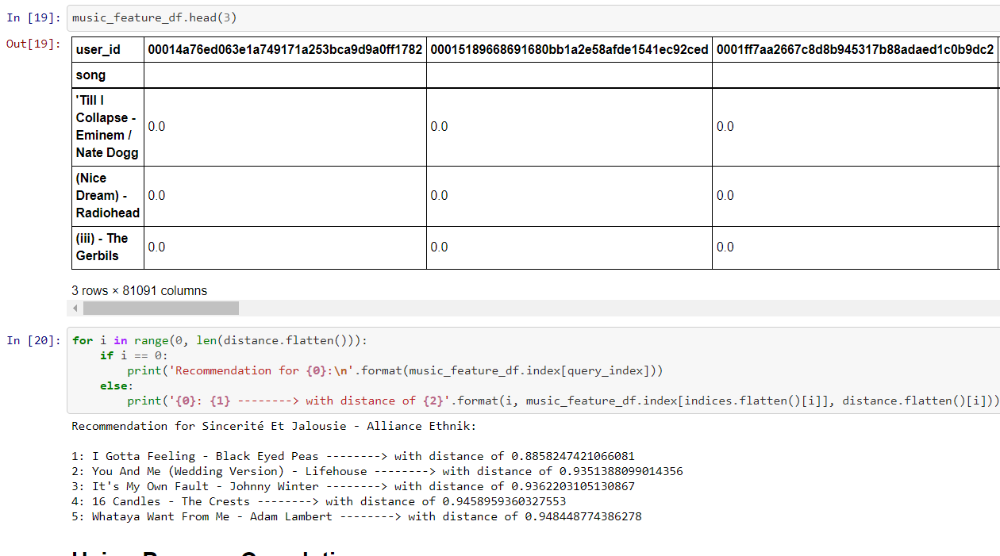 In [19]: music_feature_df.head(3)
Out[19]:
user_id 00014a76ed063e1a749171a253bca9d9a0ff1782 00015189668691680bb1a2e58afde1541ec92ced 0001ff7aa2667c8d8b945317b88adaed1c0b9dc2
song
'Till I
Collapse -
Eminem /
Nate Dogg
0.0 0.0 0.0
(Nice
Dream) -
Radiohead
0.0 0.0 0.0
(iii) - The
Gerbils
0.0 0.0 0.0
3 rows × 81091 columns
In [20]: for i in range(0, len(distance.flatten())):
if i == 0:
print('Recommendation for {0}:\n'.format(music_feature_df.index[query_index]))
else:
print('{0}: {1} --------> with distance of {2}'.format(i, music_feature_df.index[indices.flatten()[i]], distance.flatten()[i]))
Recommendation for Sincerité Et Jalousie - Alliance Ethnik:
1: I Gotta Feeling - Black Eyed Peas --------> with distance of 0.8858247421066081
2: You And Me (Wedding Version) - Lifehouse --------> with distance of 0.9351388099014356
3: It's My Own Fault - Johnny Winter --------> with distance of 0.9362203105130867
4: 16 Candles - The Crests --------> with distance of 0.9458959360327553
5: Whataya Want From Me - Adam Lambert --------> with distance of 0.948448774386278